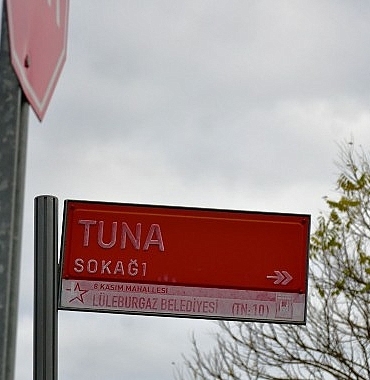 TUNA
SOKAĞI
8 KASIM MAHALLESİ
LÜLEBURGAZ BELEDİYESİ (TN:10)